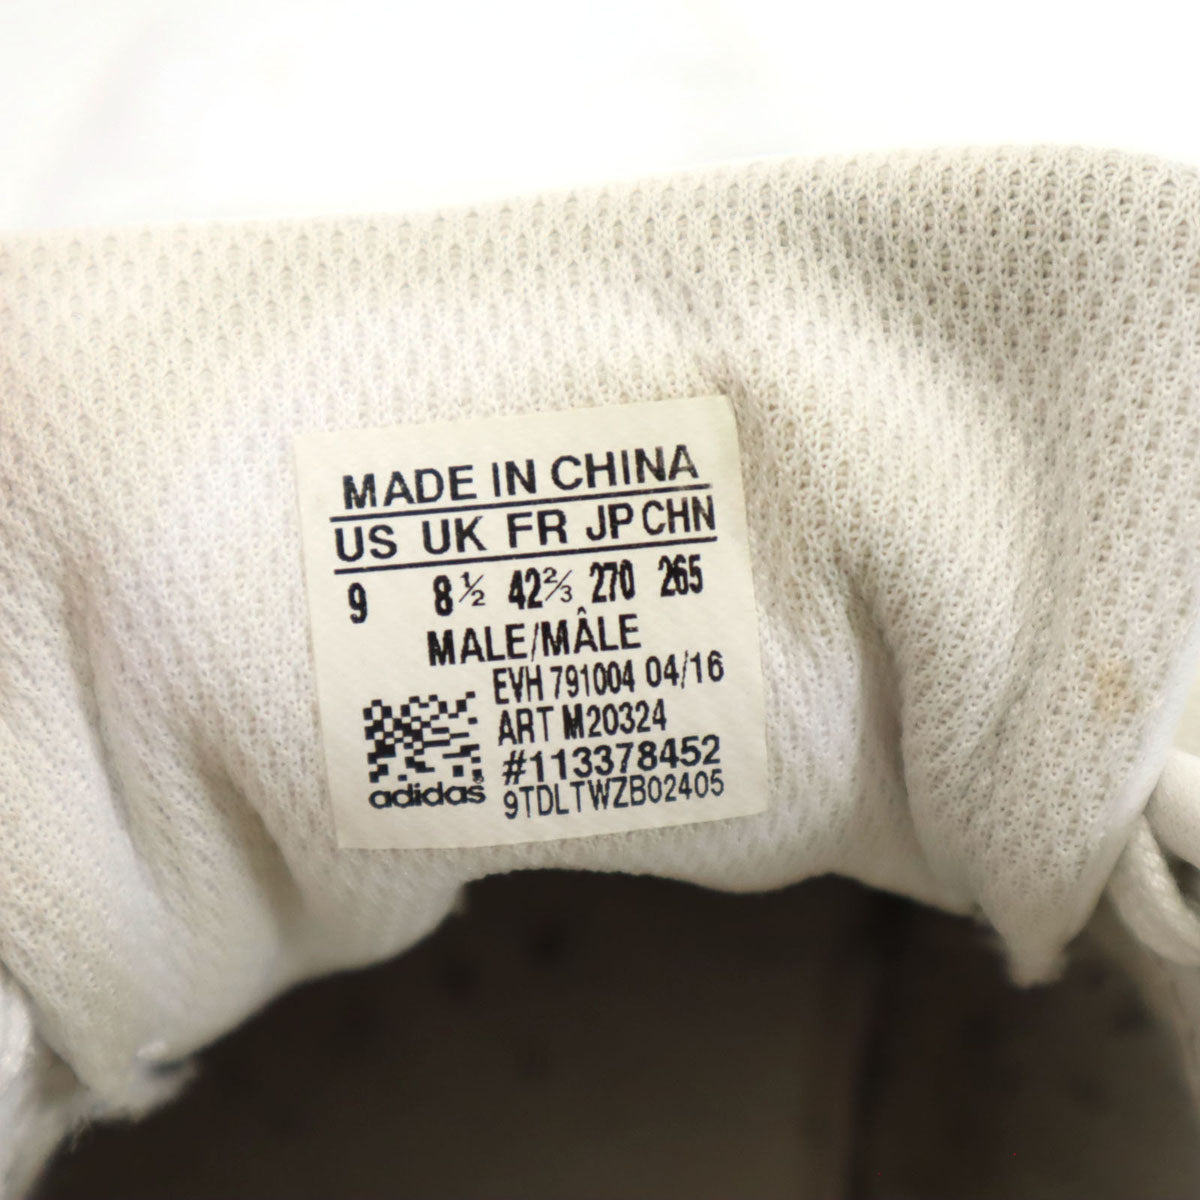 MADE IN CHINA
US UK FR JP CHN
9 8½ 42⅔ 270 265
MALE/MÂLE
EVH 791004 04/16
ART M20324
#113378452
adidas 9TDLTWZB02405